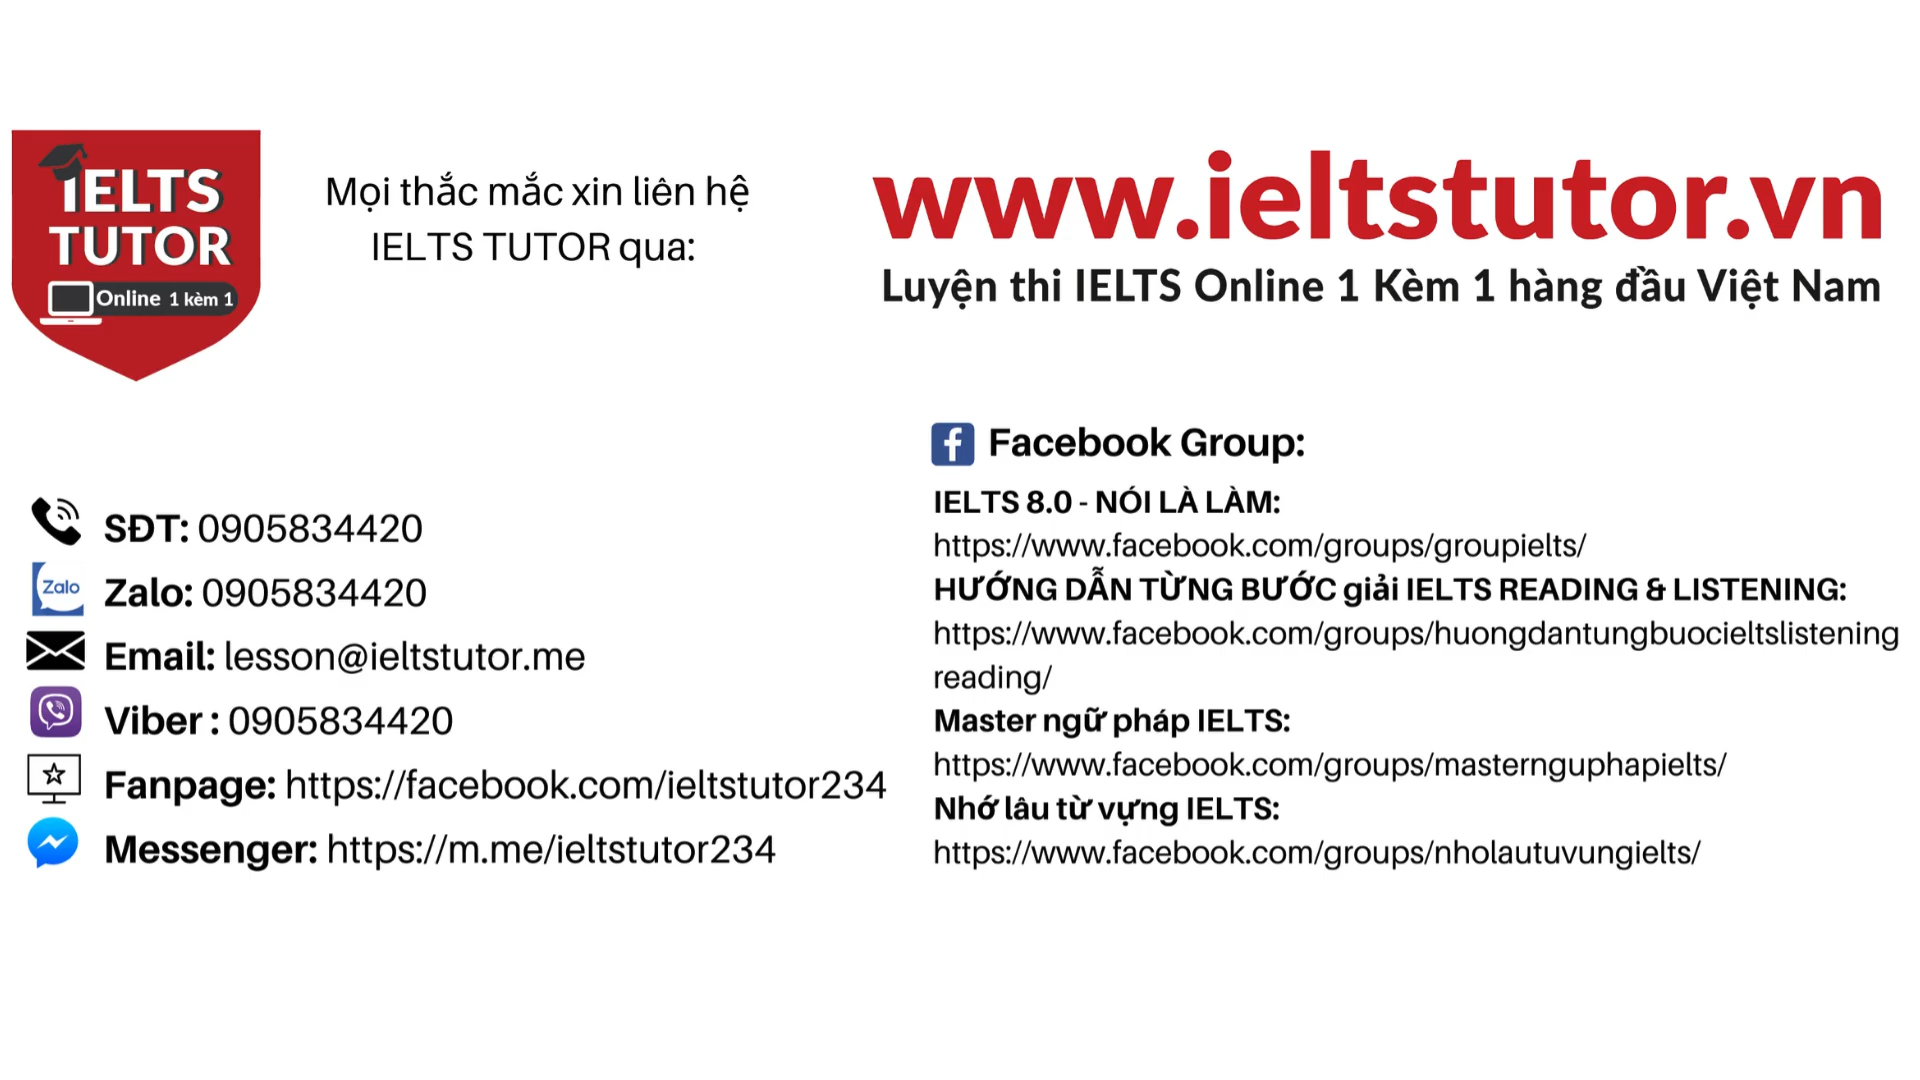 IELTS
TUTOR
Online 1 kèm 1
Mọi thắc mắc xin liên hệ
IELTS TUTOR qua:
www.ieltstutor.vn
Luyện thi IELTS Online 1 Kèm 1 hàng đầu Việt Nam
SĐT: 0905834420
Zalo
Zalo: 0905834420
Email: lesson@ieltstutor.me
Viber : 0905834420
Fanpage: https://facebook.com/ieltstutor234
Messenger: https://m.me/ieltstutor234
Facebook Group:
IELTS 8.0 - NÓI LÀ LÀM:
https://www.facebook.com/groups/groupielts/
HƯỚNG DẪN TỪNG BƯỚC giải IELTS READING & LISTENING:
https://www.facebook.com/groups/huongdantungbuocieltslistening
reading/
Master ngữ pháp IELTS:
https://www.facebook.com/groups/masternguphapielts/
Nhớ lâu từ vựng IELTS:
https://www.facebook.com/groups/nholautuvungielts/